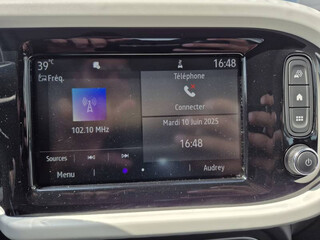 39°C
16:48
Fréq.
102.10 MHz
Téléphone
Connecter
Mardi 10 Juin 2025
16:48
Sources
Menu
Audrey